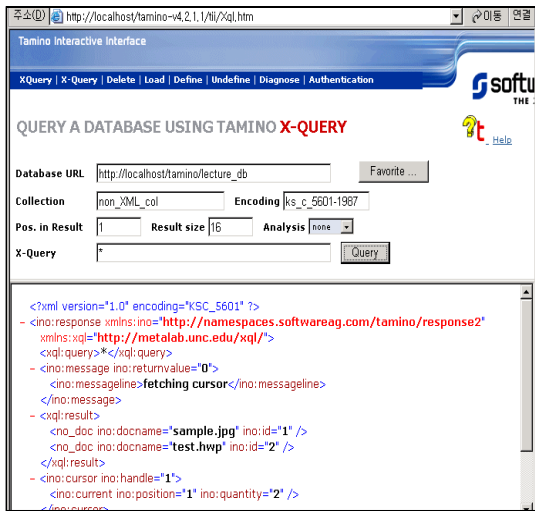 주소(D) http://localhost/tamino-v4,2,1,1/tii/Xql.htm 이동 연결
Tamino Interactive Interface
XQuery | X-Query | Delete | Load | Define | Undefine | Diagnose | Authentication
softw
THE
QUERY A DATABASE USING TAMINO X-QUERY
Help
Database URL http://localhost/tamino/lecture_db Favorite ...
Collection non_XML_col Encoding ks_c_5601-1987
Pos. in Result 1 Result size 16 Analysis none
X-Query * Query
<?xml version="1.0" encoding="KSC_5601" ?>
- <ino:response xmlns:ino="http://namespaces.softwareag.com/tamino/response2"
xmlns:xql="http://metalab.unc.edu/xql/">
<xql:query>*</xql:query>
- <ino:message ino:returnvalue="0">
<ino:messageline>fetching cursor</ino:messageline>
</ino:message>
- <xql:result>
<no_doc ino:docname="sample.jpg" ino:id="1" />
<no_doc ino:docname="test.hwp" ino:id="2" />
</xql:result>
- <ino:cursor ino:handle="1">
<ino:current ino:position="1" ino:quantity="2" />
</ino:cursor>